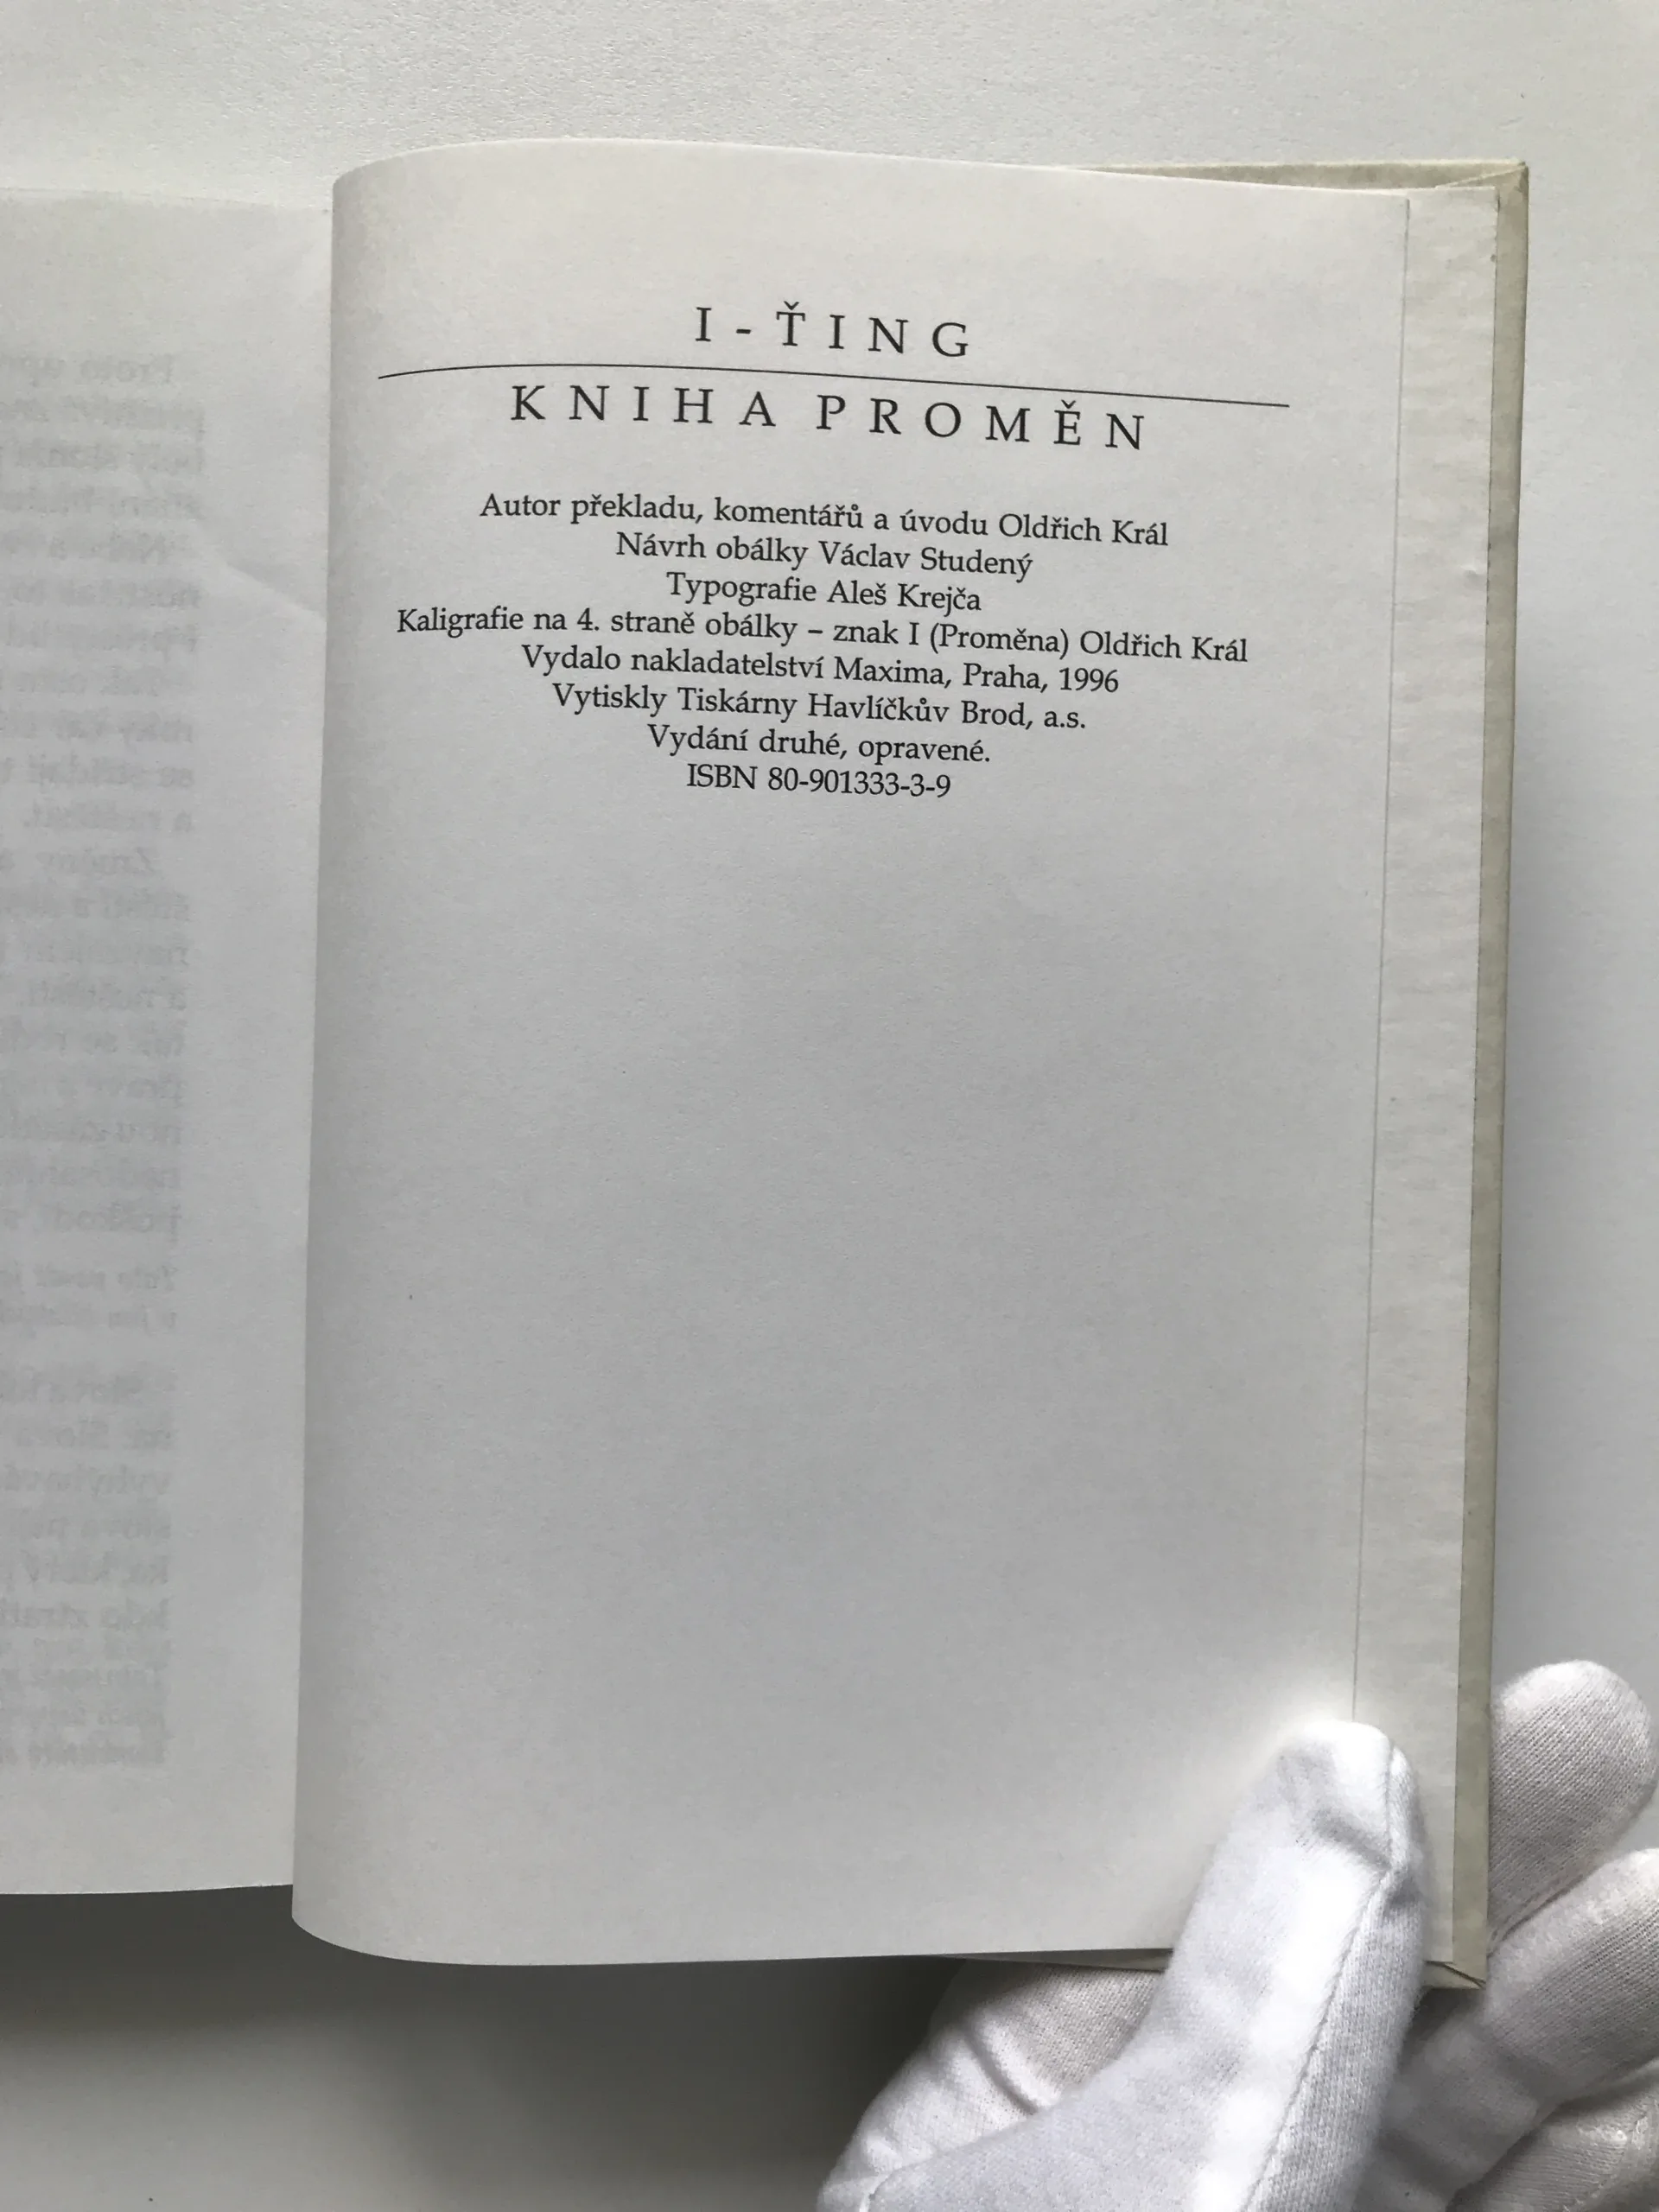 I-ŤING
KNIHA PROMĚN
Autor překladu, komentářů a úvodu Oldřich Král
Návrh obálky Václav Studený
Typografie Aleš Krejča
Kaligrafie na 4. straně obálky – znak I (Proměna) Oldřich Král
Vydalo nakladatelství Maxima, Praha, 1996
Vytiskly Tiskárny Havlíčkův Brod, a.s.
Vydání druhé, opravené.
ISBN 80-901333-3-9